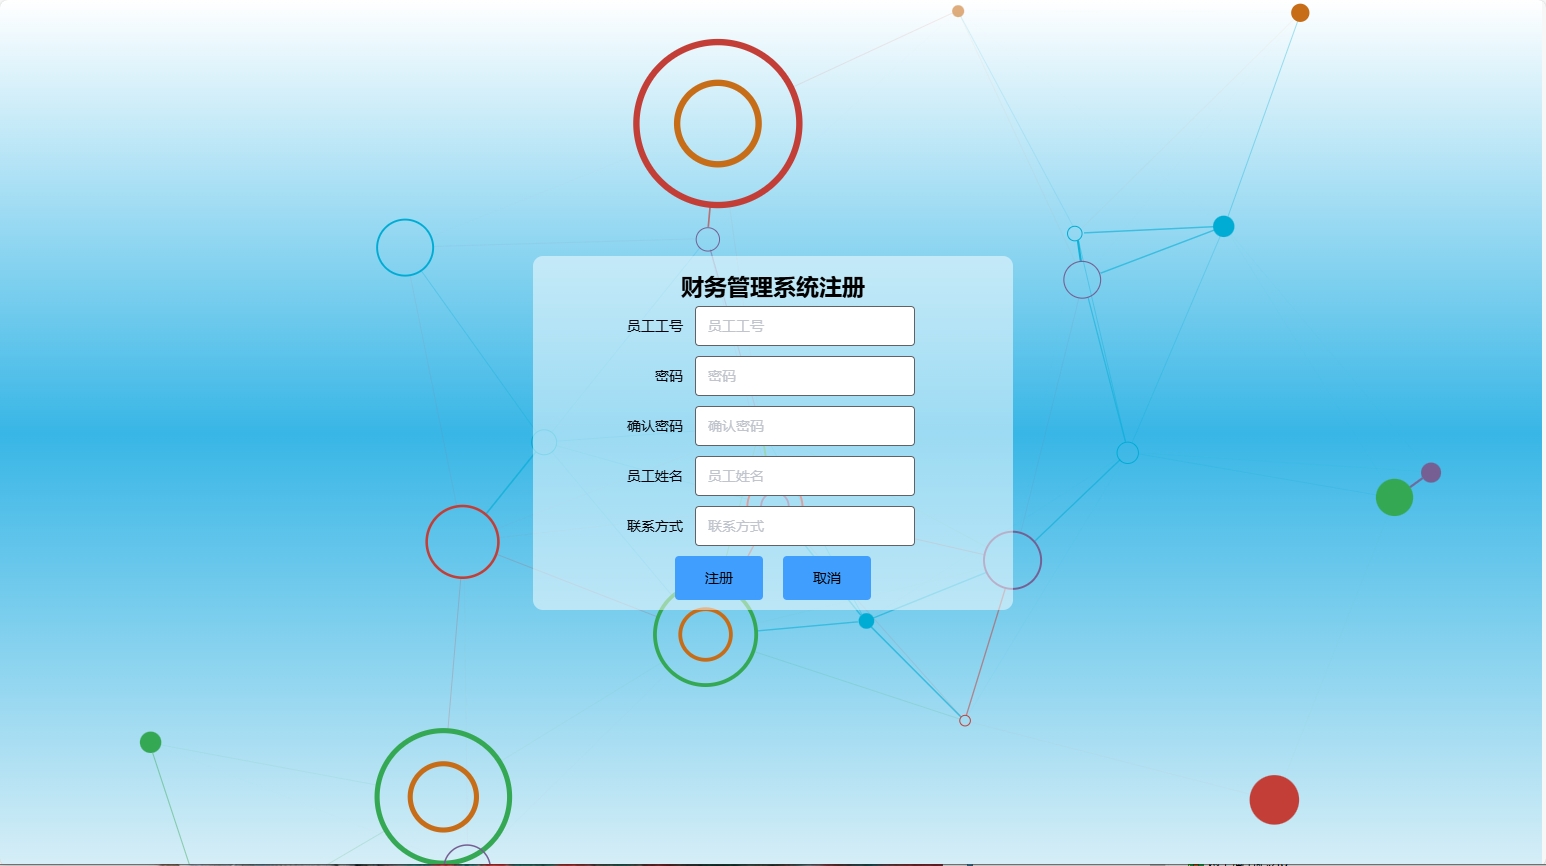 财务管理系统注册
员工工号 员工工号
密码 密码
确认密码 确认密码
员工姓名 员工姓名
联系方式 联系方式
注册 取消